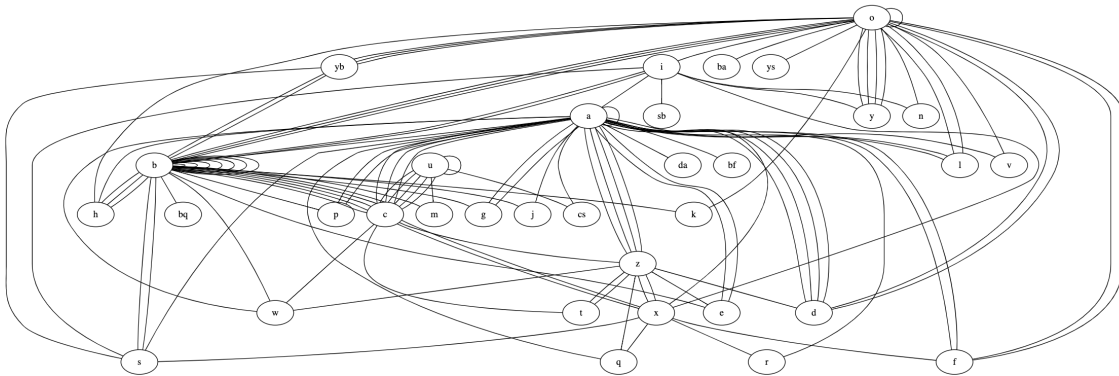 o
yb i ba ys
a sb y n
b u da bf l v
h bq p c m g j cs k
z
w t x e d
s q r f